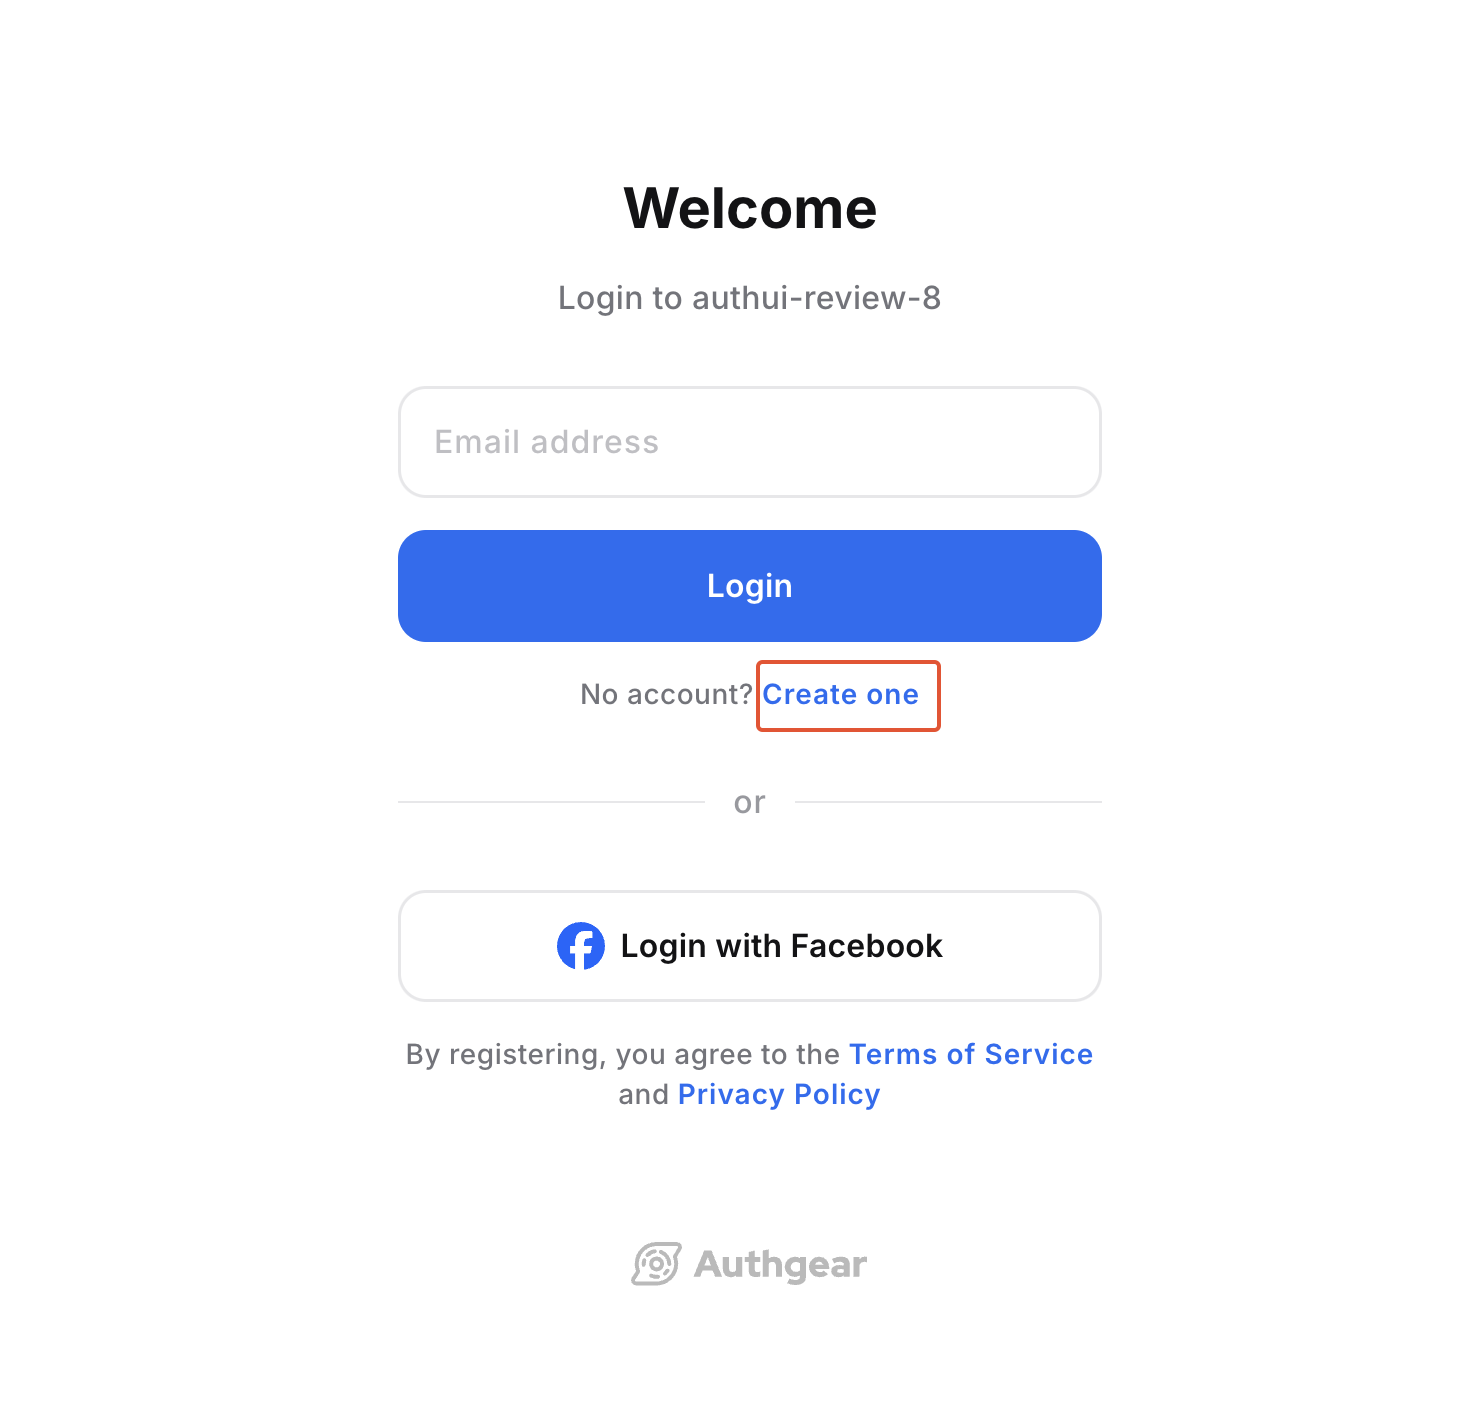 Welcome
Login to authui-review-8
Email address
Login
No account? Create one
or
Login with Facebook
By registering, you agree to the Terms of Service
and Privacy Policy
Authgear